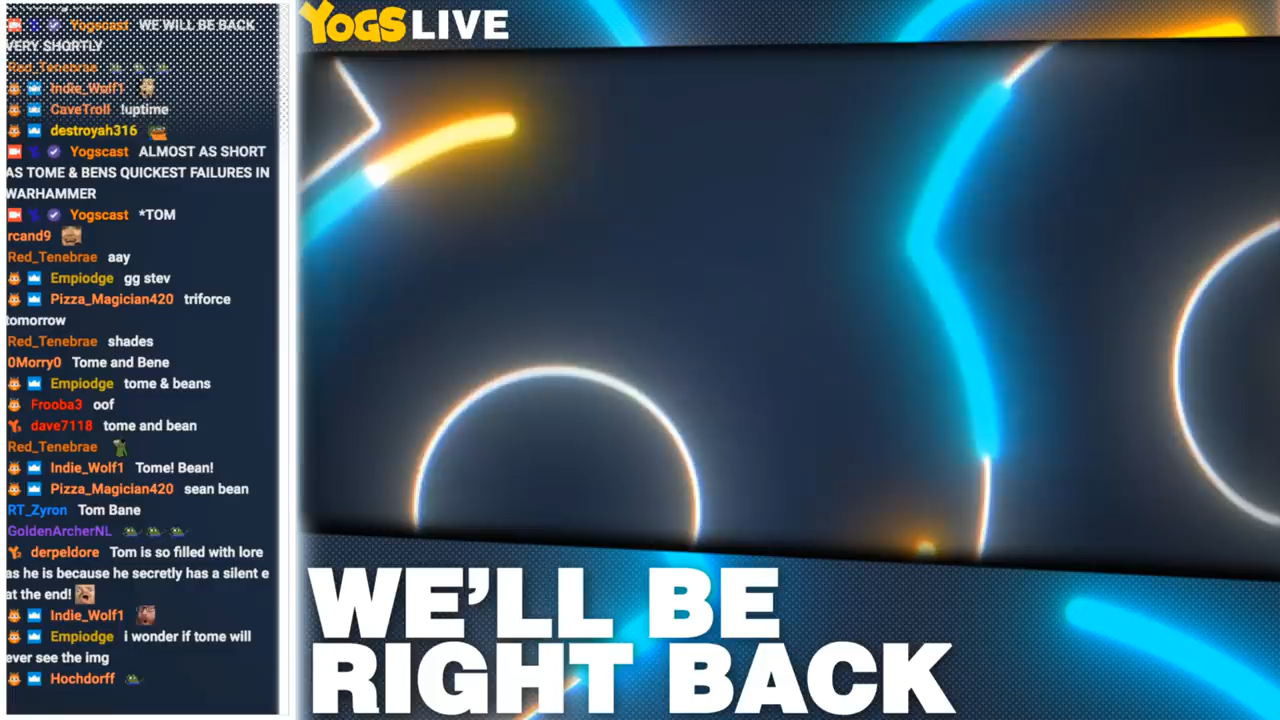 Yogscast WE WILL BE BACK
VERY SHORTLY
Red_Tenebrae
Indie_Wolf1
CaveTroll !uptime
destroyah316
Yogscast ALMOST AS SHORT
AS TOME & BENS QUICKEST FAILURES IN
WARHAMMER
Yogscast *TOM
rcand9
Red_Tenebrae aay
Empiodge gg stev
Pizza_Magician420 triforce
tomorrow
Red_Tenebrae shades
0Morry0 Tome and Bene
Empiodge tome & beans
Frooba3 oof
dave7118 tome and bean
Red_Tenebrae
Indie_Wolf1 Tome! Bean!
Pizza_Magician420 sean bean
RT_Zyron Tom Bane
GoldenArcherNL
derpeldore Tom is so filled with lore
as he is because he secretly has a silent e
at the end!
Indie_Wolf1
Empiodge i wonder if tome will
ever see the img
Hochdorff
YOGS LIVE
WE'LL BE
RIGHT BACK